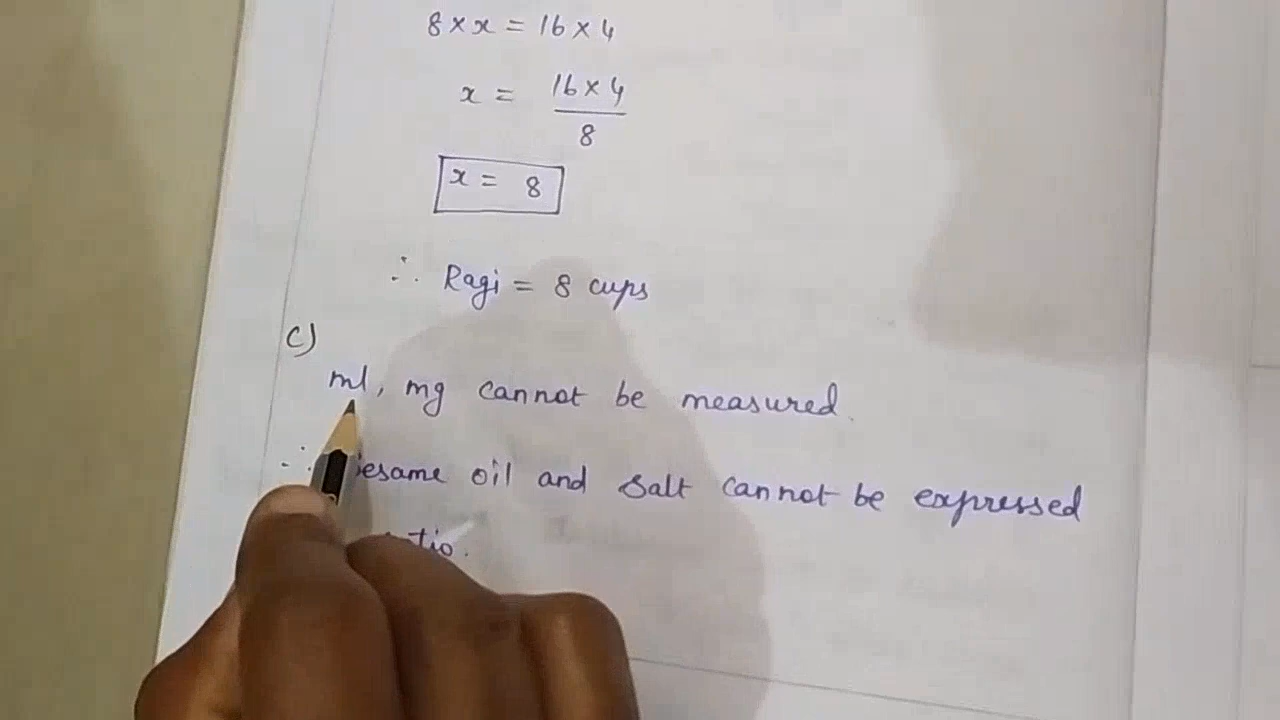 8 × x = 16 × 4
x = 16 × 4
8
x = 8
∴ Ragi = 8 cups
c)
ml, mg cannot be measured.
∴ oil and salt cannot be expressed